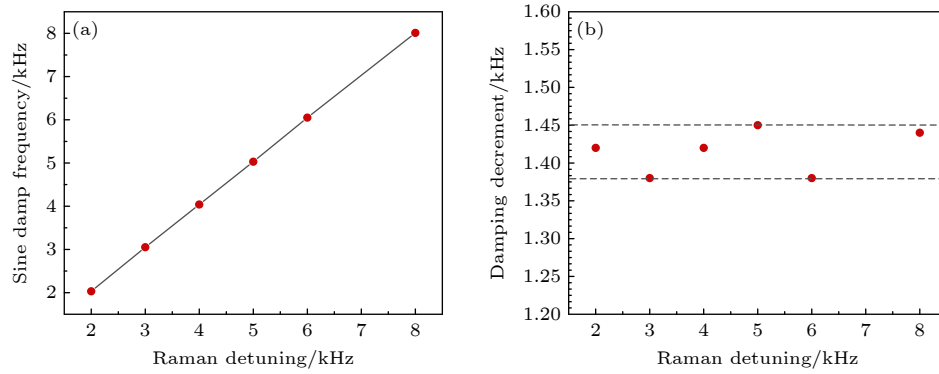 (a)
Sine damp frequency/kHz
8
7
6
5
4
3
2
2 3 4 5 6 7 8
Raman detuning/kHz
(b)
Damping decrement/kHz
1.60
1.55
1.50
1.45
1.40
1.35
1.30
1.25
1.20
2 3 4 5 6 7 8
Raman detuning/kHz